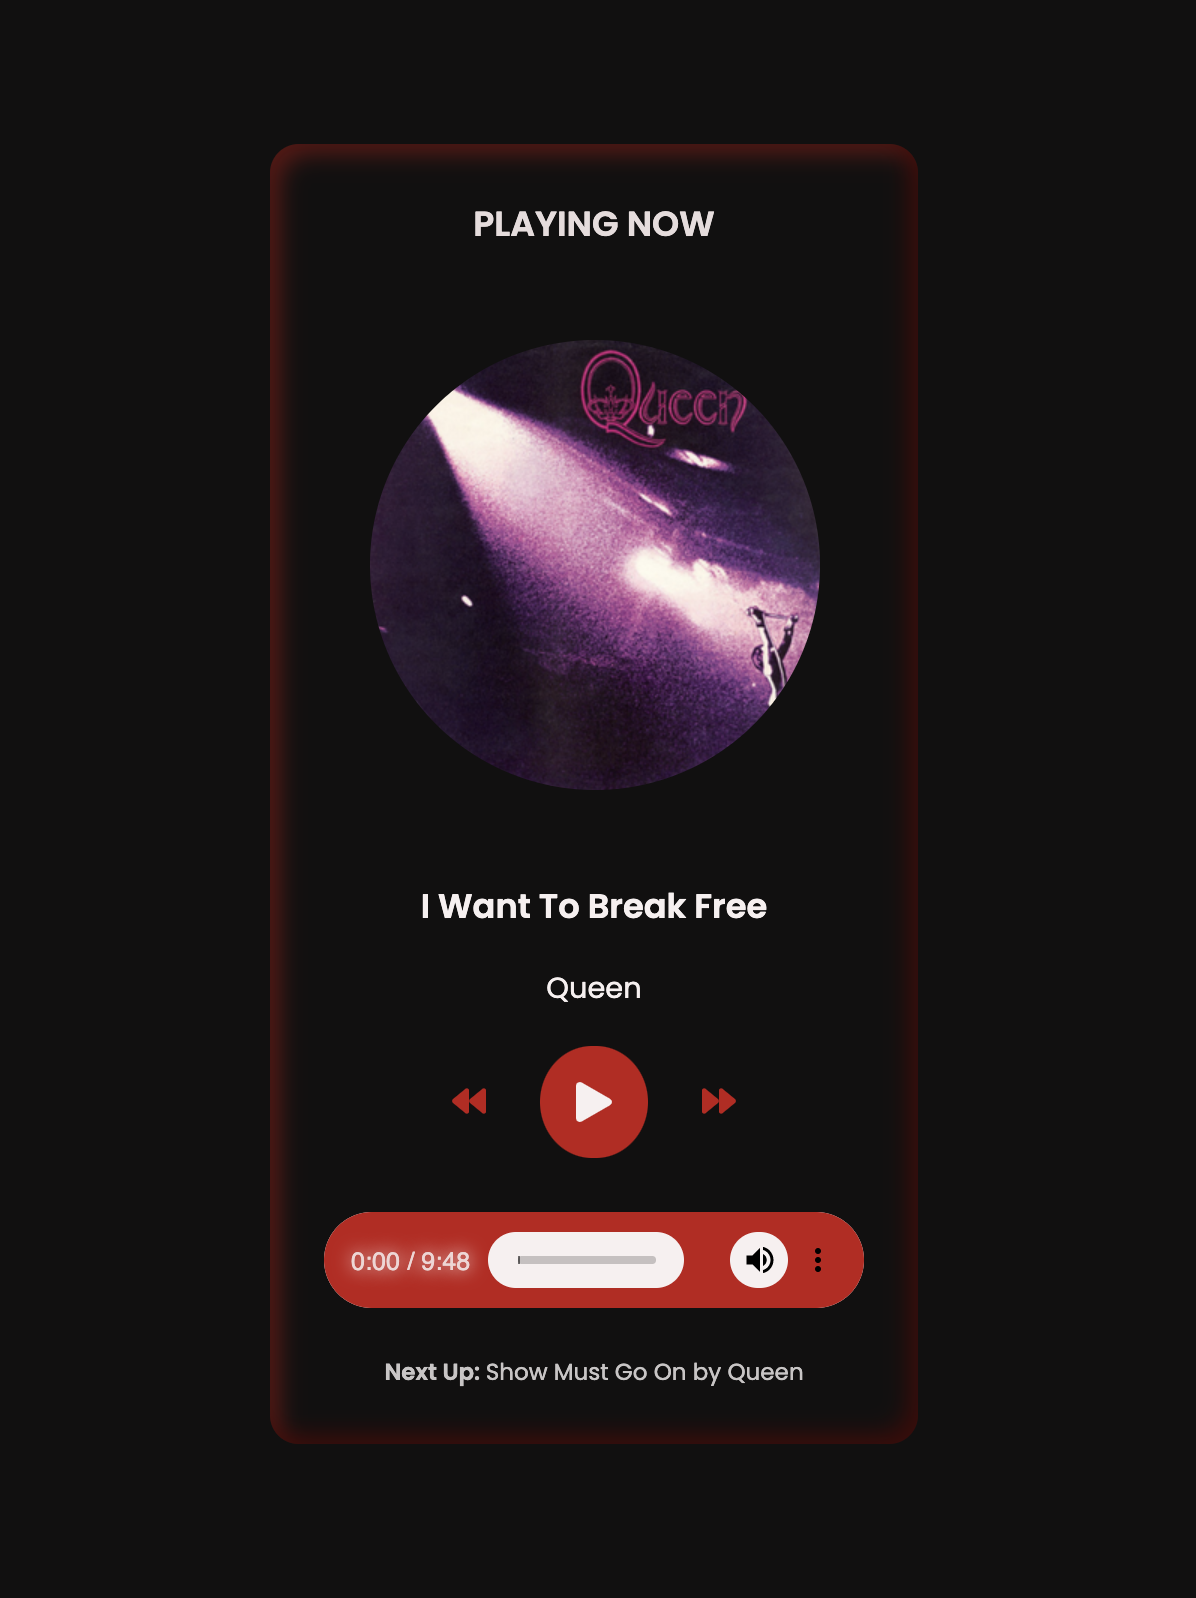 PLAYING NOW
Queen
I Want To Break Free
Queen
0:00 / 9:48
Next Up: Show Must Go On by Queen